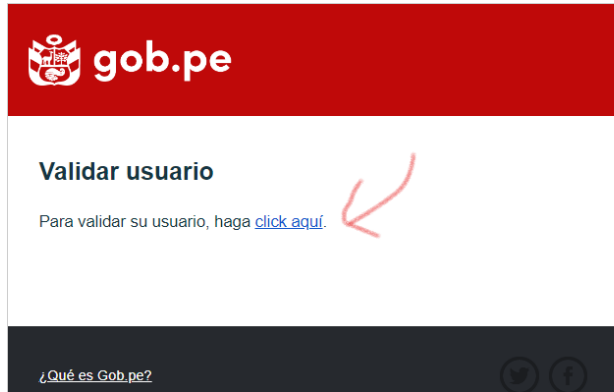 gob.pe
Validar usuario
Para validar su usuario, haga click aquí.
¿Qué es Gob.pe?